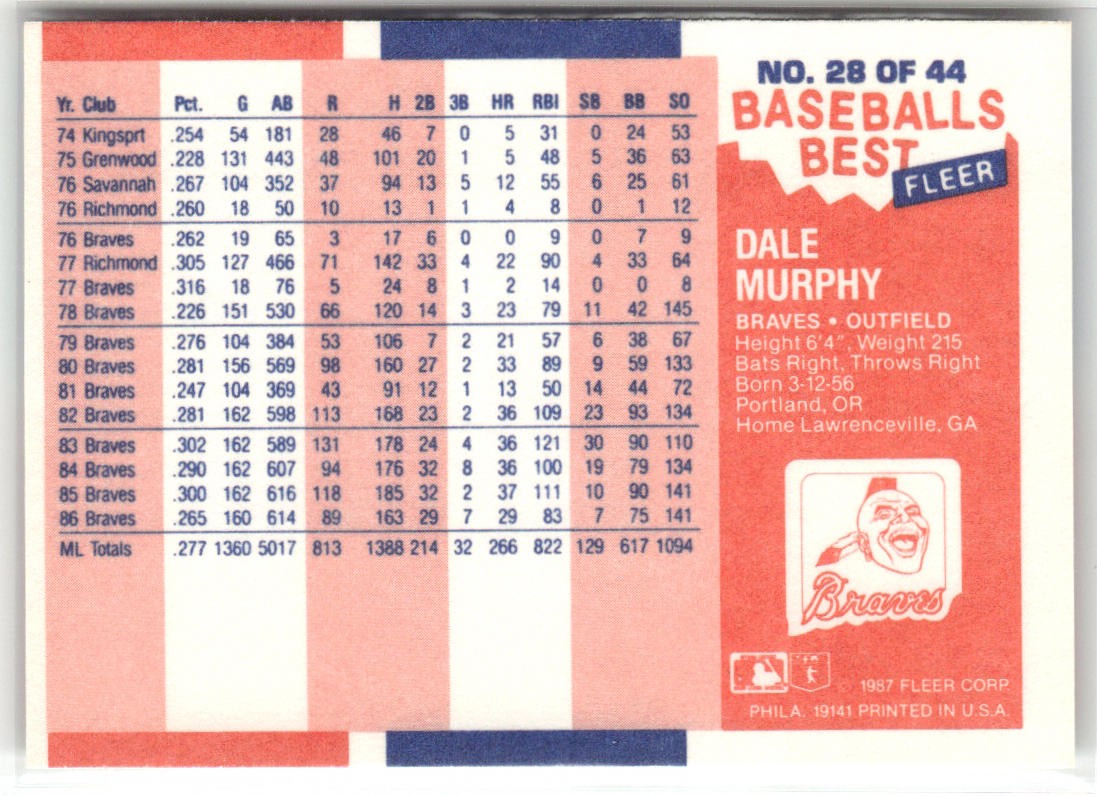 Yr. Club Pct. G AB R H 2B 3B HR RBI SB BB SO
74 Kingsprt .254 54 181 28 46 7 0 5 31 0 24 53
75 Grenwood .228 131 443 48 101 20 1 5 48 5 36 63
76 Savannah .267 104 352 37 94 13 5 12 55 6 25 61
76 Richmond .260 18 50 10 13 1 1 4 8 0 1 12
76 Braves .262 19 65 3 17 6 0 0 9 0 7 9
77 Richmond .305 127 466 71 142 33 4 22 90 4 33 64
77 Braves .316 18 76 5 24 8 1 2 14 0 0 8
78 Braves .226 151 530 66 120 14 3 23 79 11 42 145
79 Braves .276 104 384 53 106 7 2 21 57 6 38 67
80 Braves .281 156 569 98 160 27 2 33 89 9 59 133
81 Braves .247 104 369 43 91 12 1 13 50 14 44 72
82 Braves .281 162 598 113 168 23 2 36 109 23 93 134
83 Braves .302 162 589 131 178 24 4 36 121 30 90 110
84 Braves .290 162 607 94 176 32 8 36 100 19 79 134
85 Braves .300 162 616 118 185 32 2 37 111 10 90 141
86 Braves .265 160 614 89 163 29 7 29 83 7 75 141
ML Totals .277 1360 5017 813 1388 214 32 266 822 129 617 1094
NO. 28 OF 44
BASEBALLS
BEST
FLEER
DALE
MURPHY
BRAVES • OUTFIELD
Height 6'4", Weight 215
Bats Right, Throws Right
Born 3-12-56
Portland, OR
Home Lawrenceville, GA
Braves
© 1987 FLEER CORP.
PHILA. 19141 PRINTED IN U.S.A.